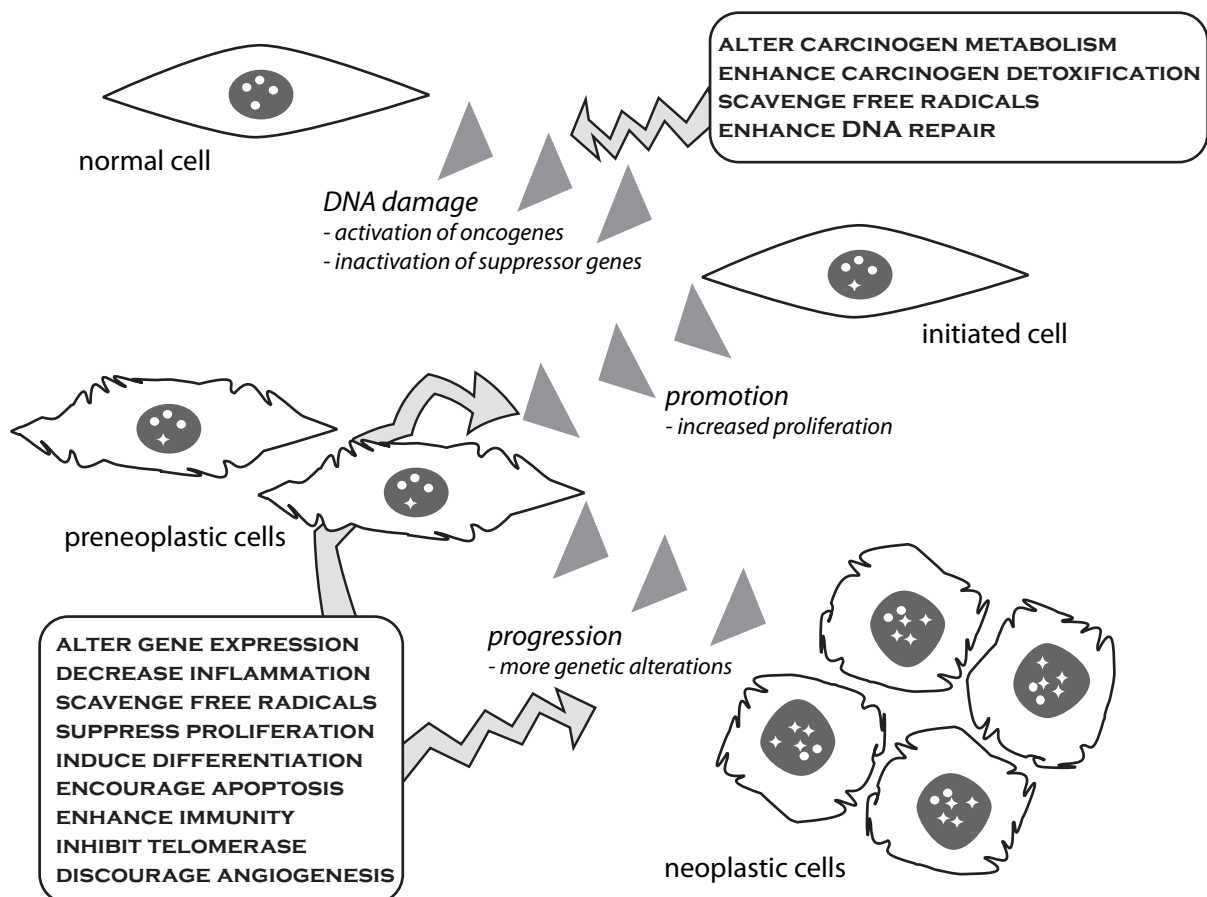 ALTER CARCINOGEN METABOLISM
ENHANCE CARCINOGEN DETOXIFICATION
SCAVENGE FREE RADICALS
ENHANCE DNA REPAIR
normal cell
DNA damage
- activation of oncogenes
- inactivation of suppressor genes
initiated cell
promotion
- increased proliferation
preneoplastic cells
progression
- more genetic alterations
ALTER GENE EXPRESSION
DECREASE INFLAMMATION
SCAVENGE FREE RADICALS
SUPPRESS PROLIFERATION
INDUCE DIFFERENTIATION
ENCOURAGE APOPTOSIS
ENHANCE IMMUNITY
INHIBIT TELOMERASE
DISCOURAGE ANGIOGENESIS
neoplastic cells